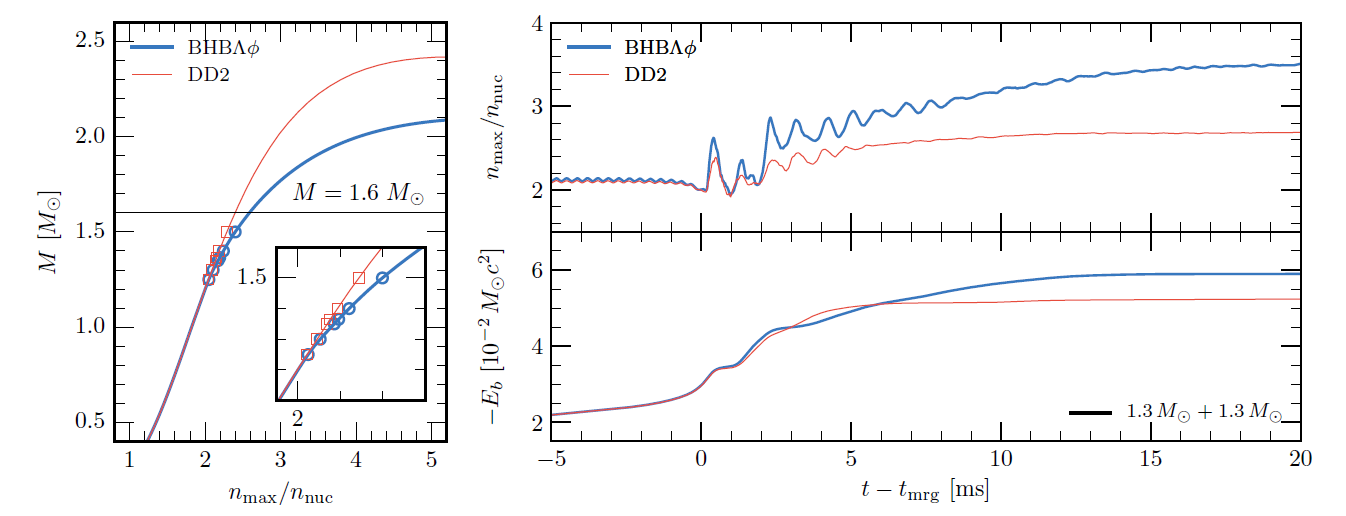 BHBΛϕ
DD2
M = 1.6 M⊙
M [M⊙]
2.5
2.0
1.5
1.0
0.5
1.5
2
1 2 3 4 5
n_max/n_nuc
BHBΛϕ
DD2
n_max/n_nuc
4
3
2
−E_b [10^−2 M⊙c^2]
6
4
2
1.3 M⊙ + 1.3 M⊙
−5 0 5 10 15 20
t − t_mrg [ms]